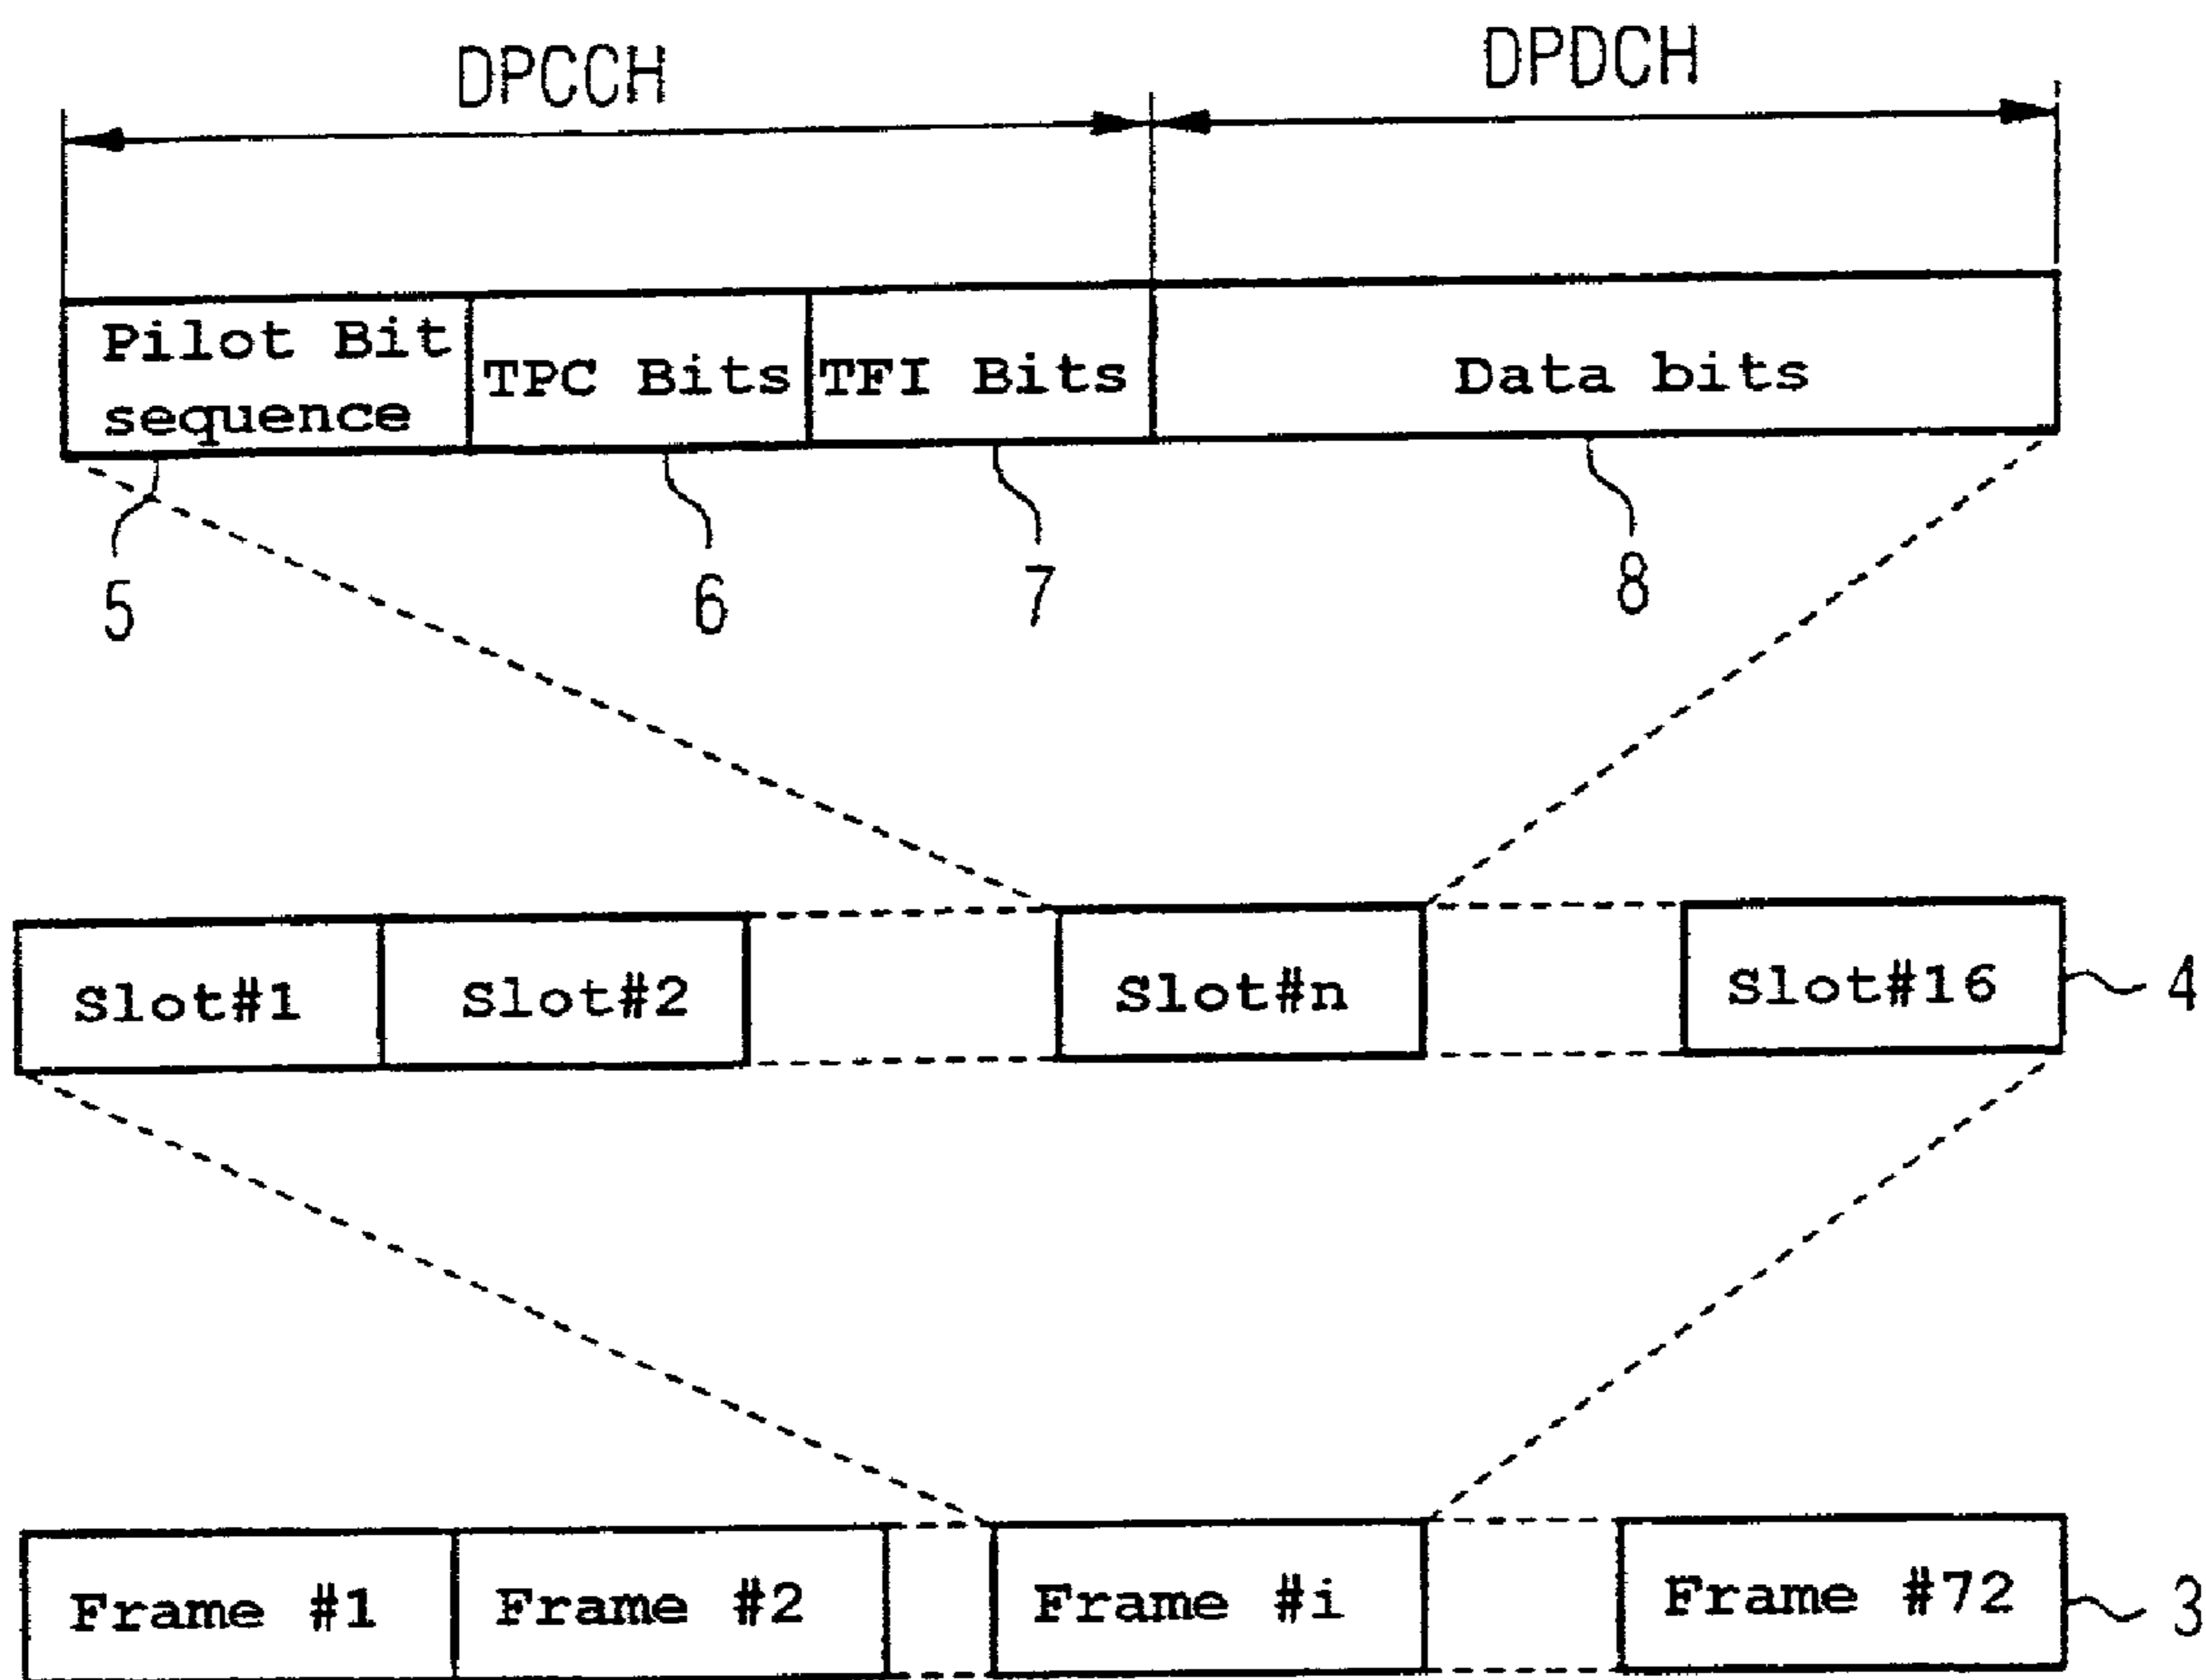 DPCCH DPDCH
Pilot Bit
sequence
TPC Bits TFI Bits Data bits
5 6 7 8
Slot#1 Slot#2 Slot#n Slot#16 4
Frame #1 Frame #2 Frame #i Frame #72 3